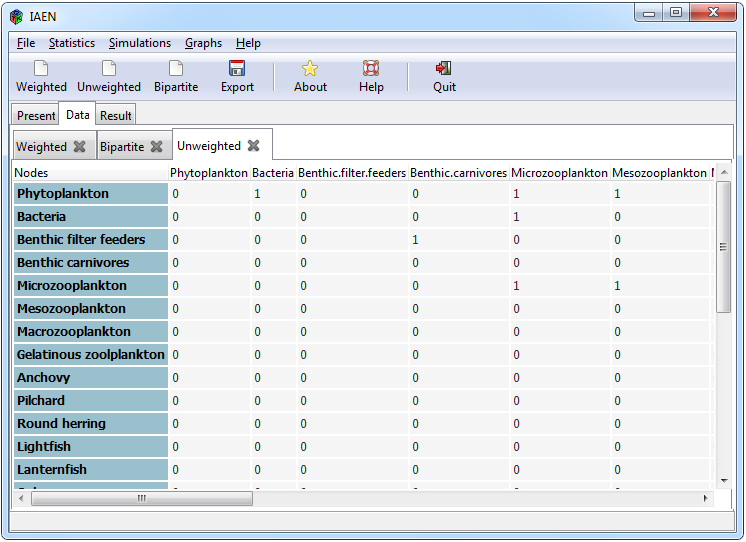 IAEN
File Statistics Simulations Graphs Help
Weighted Unweighted Bipartite Export About Help Quit
Present Data Result
Weighted Bipartite Unweighted
Nodes Phytoplankton Bacteria Benthic.filter.feeders Benthic.carnivores Microzooplankton Mesozooplankton
Phytoplankton 0 1 0 0 1 1
Bacteria 0 0 0 0 1 0
Benthic filter feeders 0 0 0 1 0 0
Benthic carnivores 0 0 0 0 0 0
Microzooplankton 0 0 0 0 1 1
Mesozooplankton 0 0 0 0 0 0
Macrozooplankton 0 0 0 0 0 0
Gelatinous zoolplankton 0 0 0 0 0 0
Anchovy 0 0 0 0 0 0
Pilchard 0 0 0 0 0 0
Round herring 0 0 0 0 0 0
Lightfish 0 0 0 0 0 0
Lanternfish 0 0 0 0 0 0